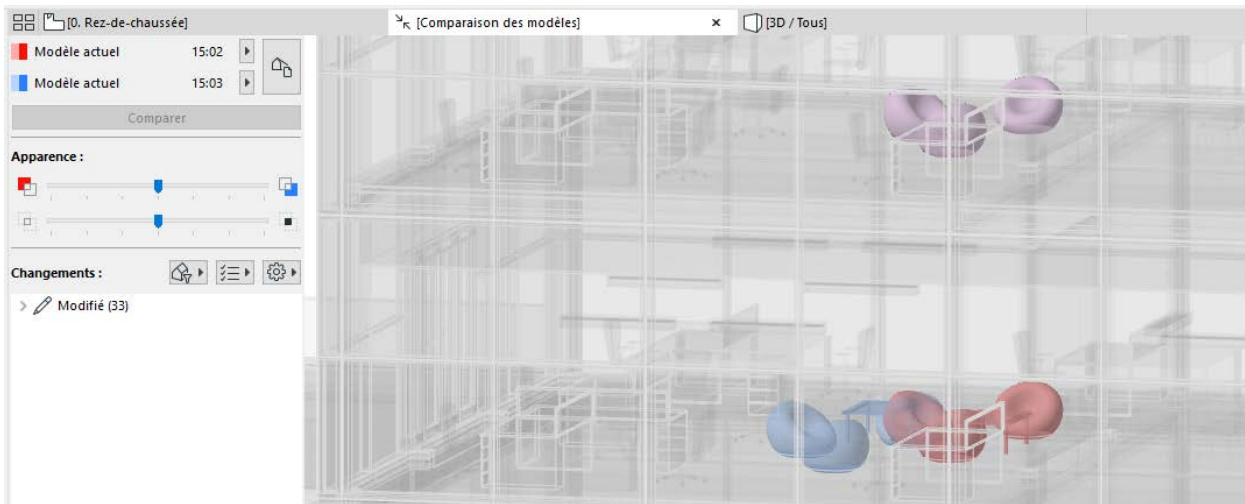 [0. Rez-de-chaussée]
[Comparaison des modèles]
[3D / Tous]
Modèle actuel 15:02
Modèle actuel 15:03
Comparer
Apparence :
Changements :
Modifié (33)